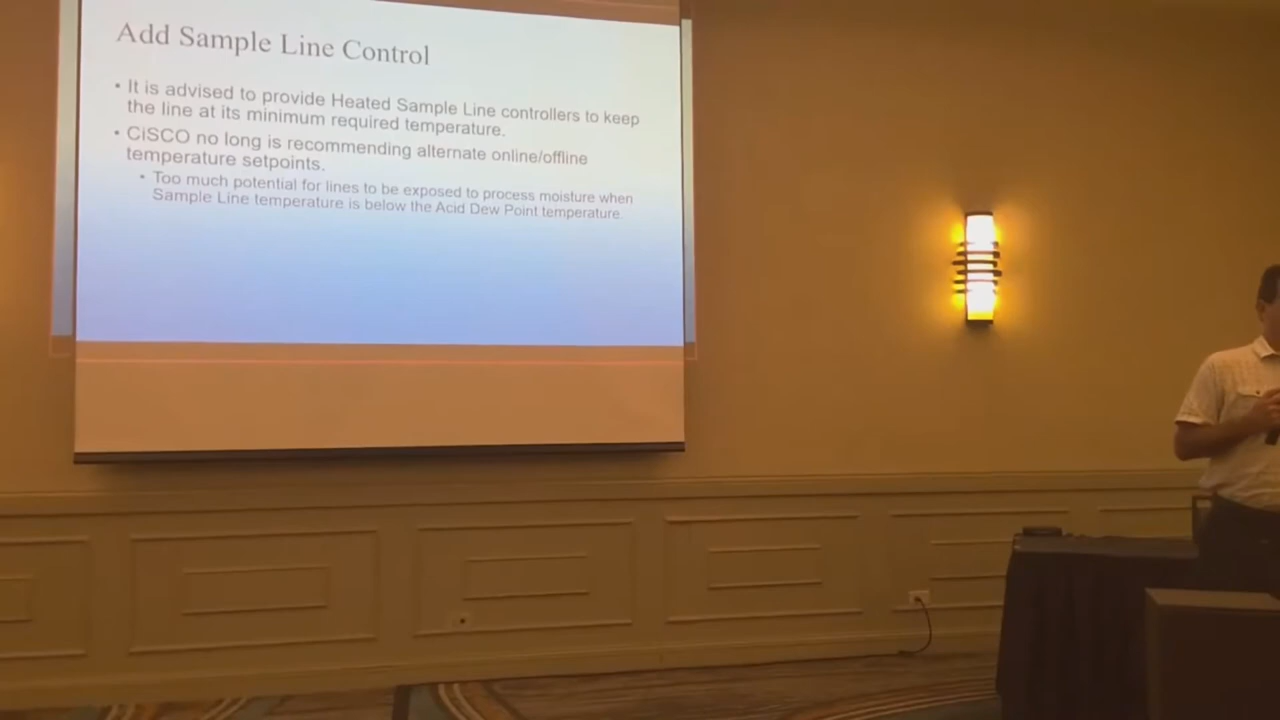 Add Sample Line Control
• It is advised to provide Heated Sample Line controllers to keep
the line at its minimum required temperature.
• CiSCO no long is recommending alternate online/offline
temperature setpoints.
• Too much potential for lines to be exposed to process moisture when
Sample Line temperature is below the Acid Dew Point temperature.